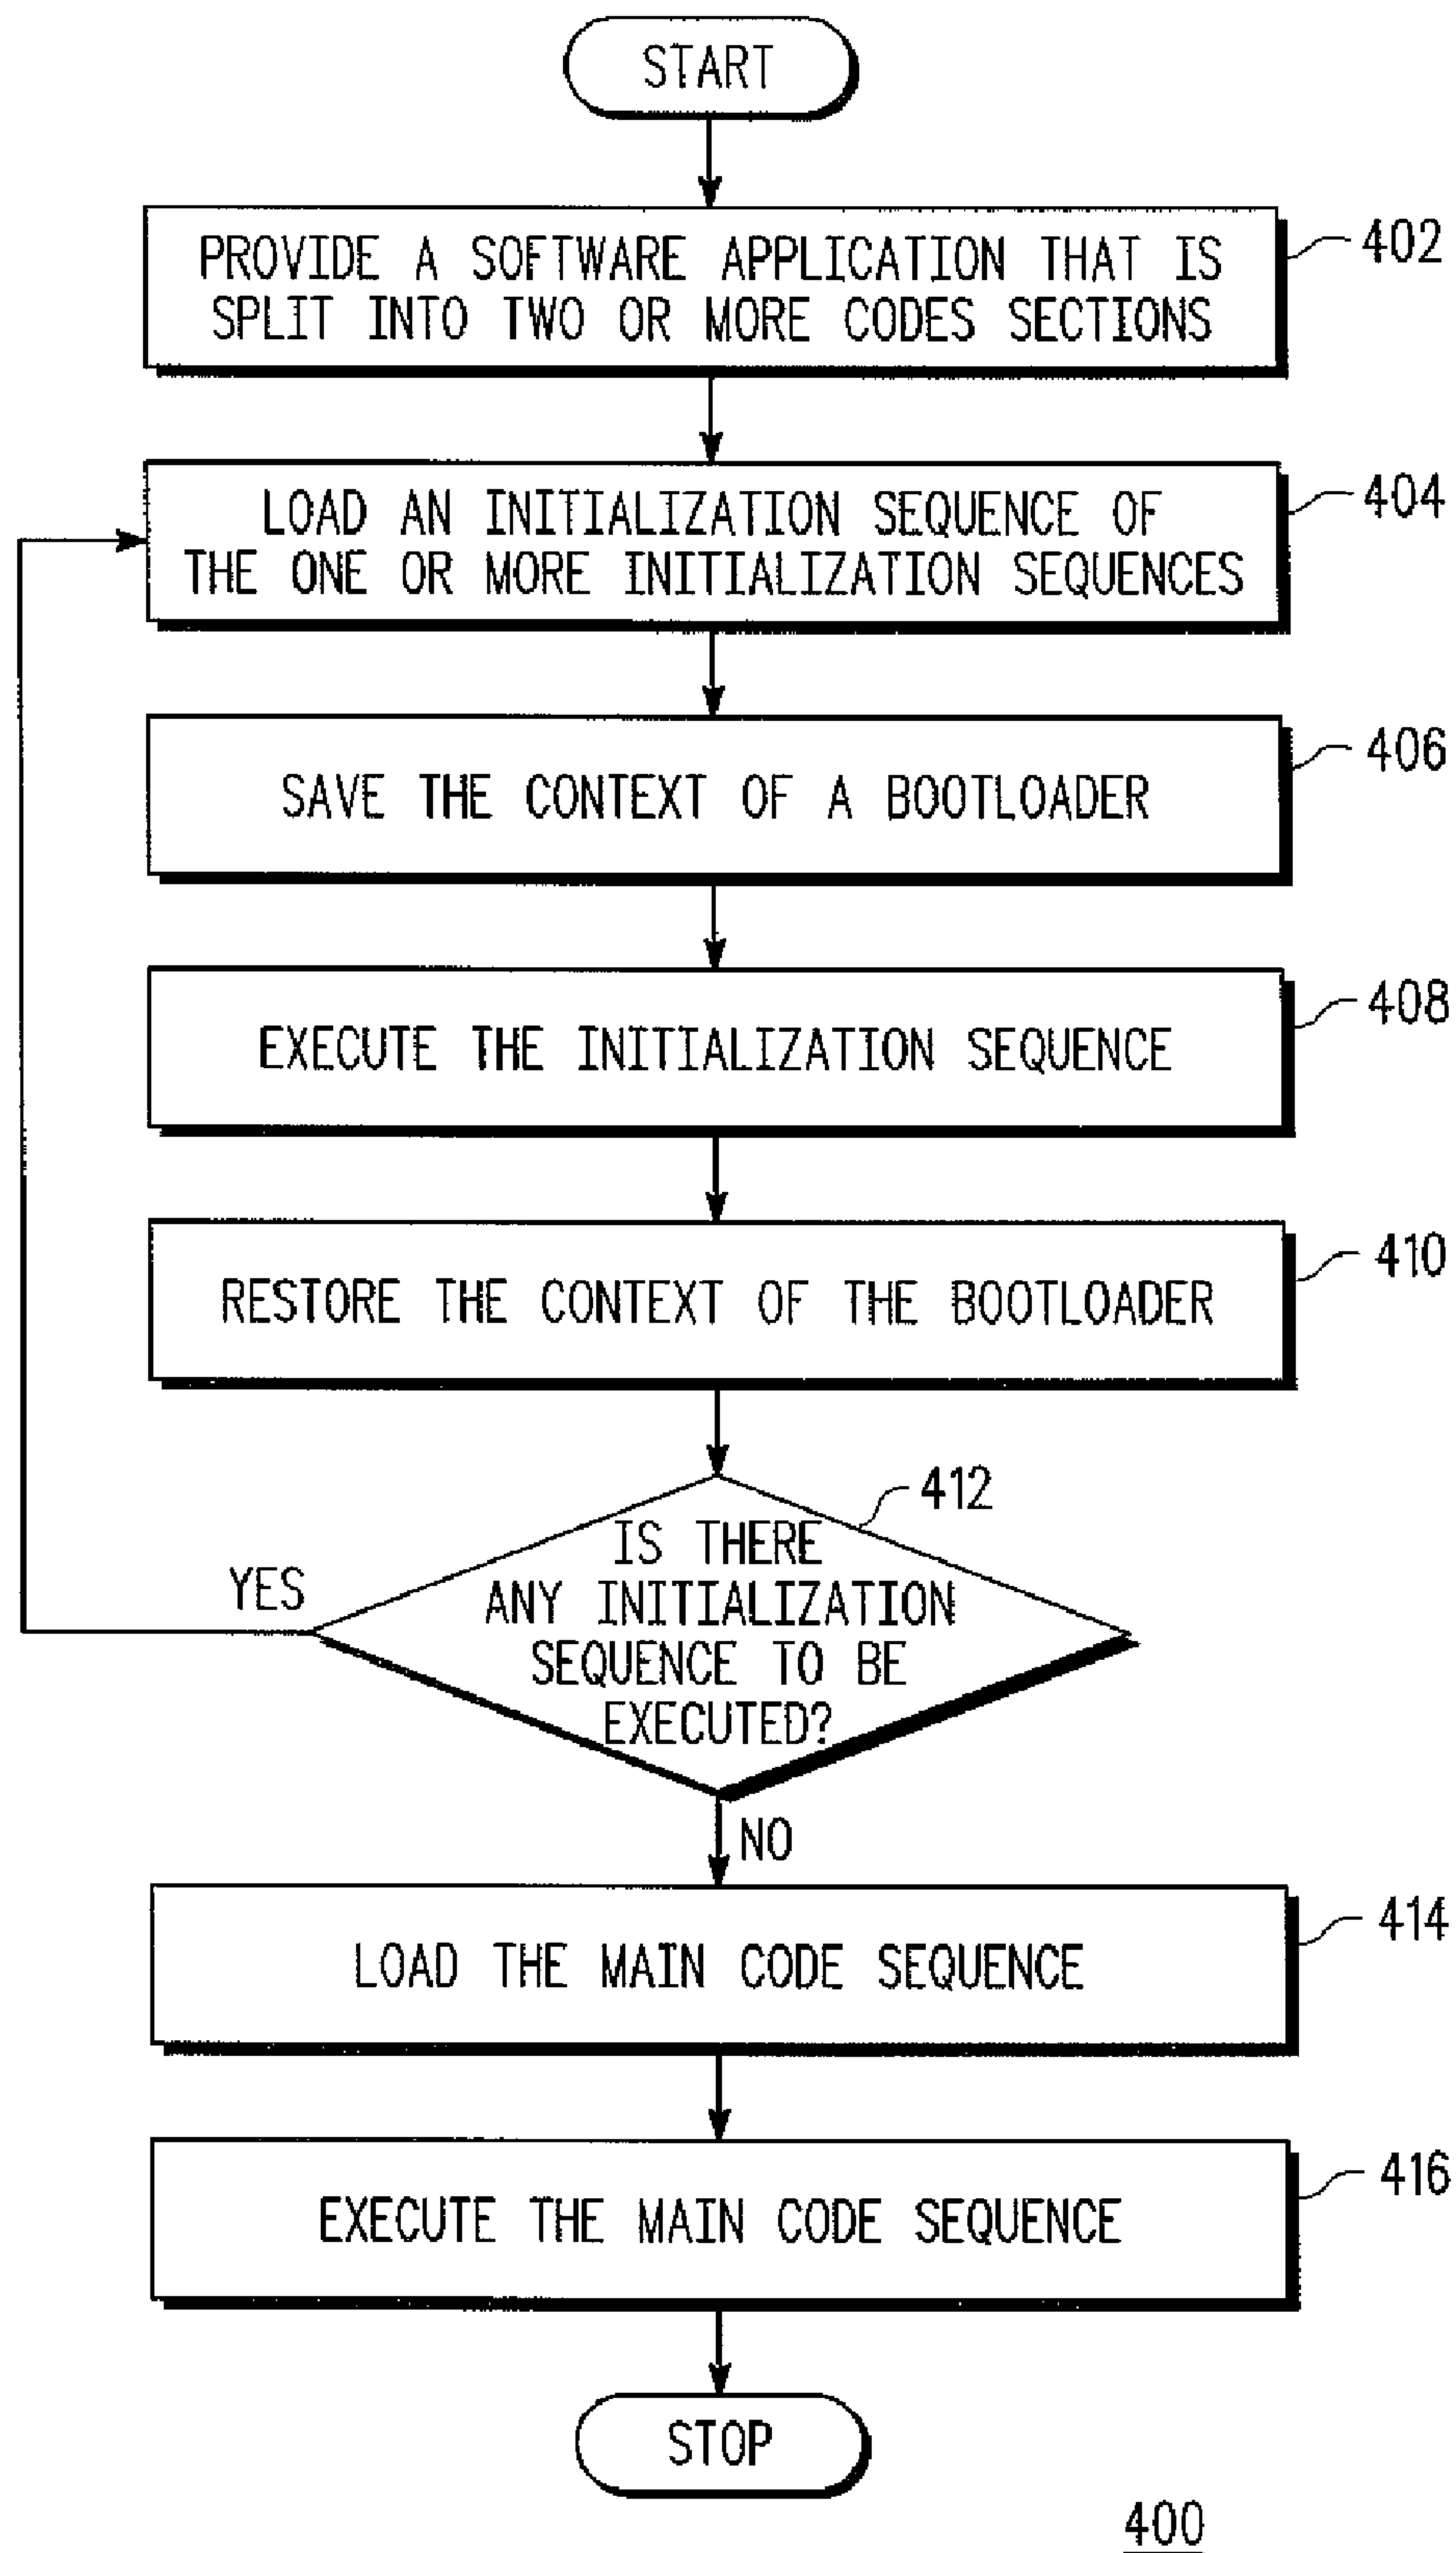 START
PROVIDE A SOFTWARE APPLICATION THAT IS
SPLIT INTO TWO OR MORE CODES SECTIONS
402
LOAD AN INITIALIZATION SEQUENCE OF
THE ONE OR MORE INITIALIZATION SEQUENCES
404
SAVE THE CONTEXT OF A BOOTLOADER
406
EXECUTE THE INITIALIZATION SEQUENCE
408
RESTORE THE CONTEXT OF THE BOOTLOADER
410
412
IS THERE
ANY INITIALIZATION
SEQUENCE TO BE
EXECUTED?
YES
NO
LOAD THE MAIN CODE SEQUENCE
414
EXECUTE THE MAIN CODE SEQUENCE
416
STOP
400